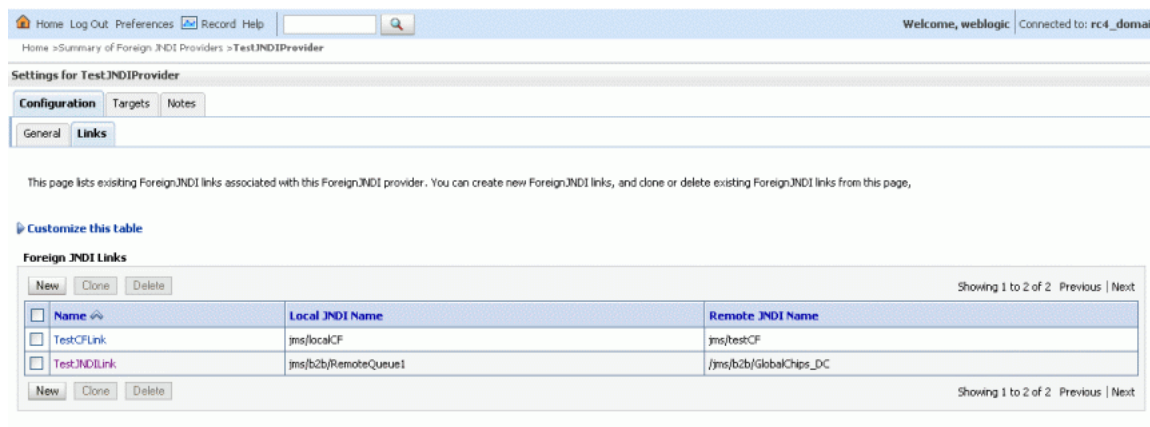 Home Log Out Preferences Record Help Welcome, weblogic Connected to: rc4_domai
Home >Summary of Foreign JNDI Providers >TestJNDIProvider
Settings for TestJNDIProvider
Configuration Targets Notes
General Links
This page lists exisiting ForeignJNDI links associated with this ForeignJNDI provider. You can create new ForeignJNDI links, and clone or delete existing ForeignJNDI links from this page,
Customize this table
Foreign JNDI Links
New Clone Delete Showing 1 to 2 of 2 Previous | Next
Name Local JNDI Name Remote JNDI Name
TestCFLink jms/localCF jms/testCF
TestJNDILink jms/b2b/RemoteQueue1 /jms/b2b/GlobalChips_DC
New Clone Delete Showing 1 to 2 of 2 Previous | Next